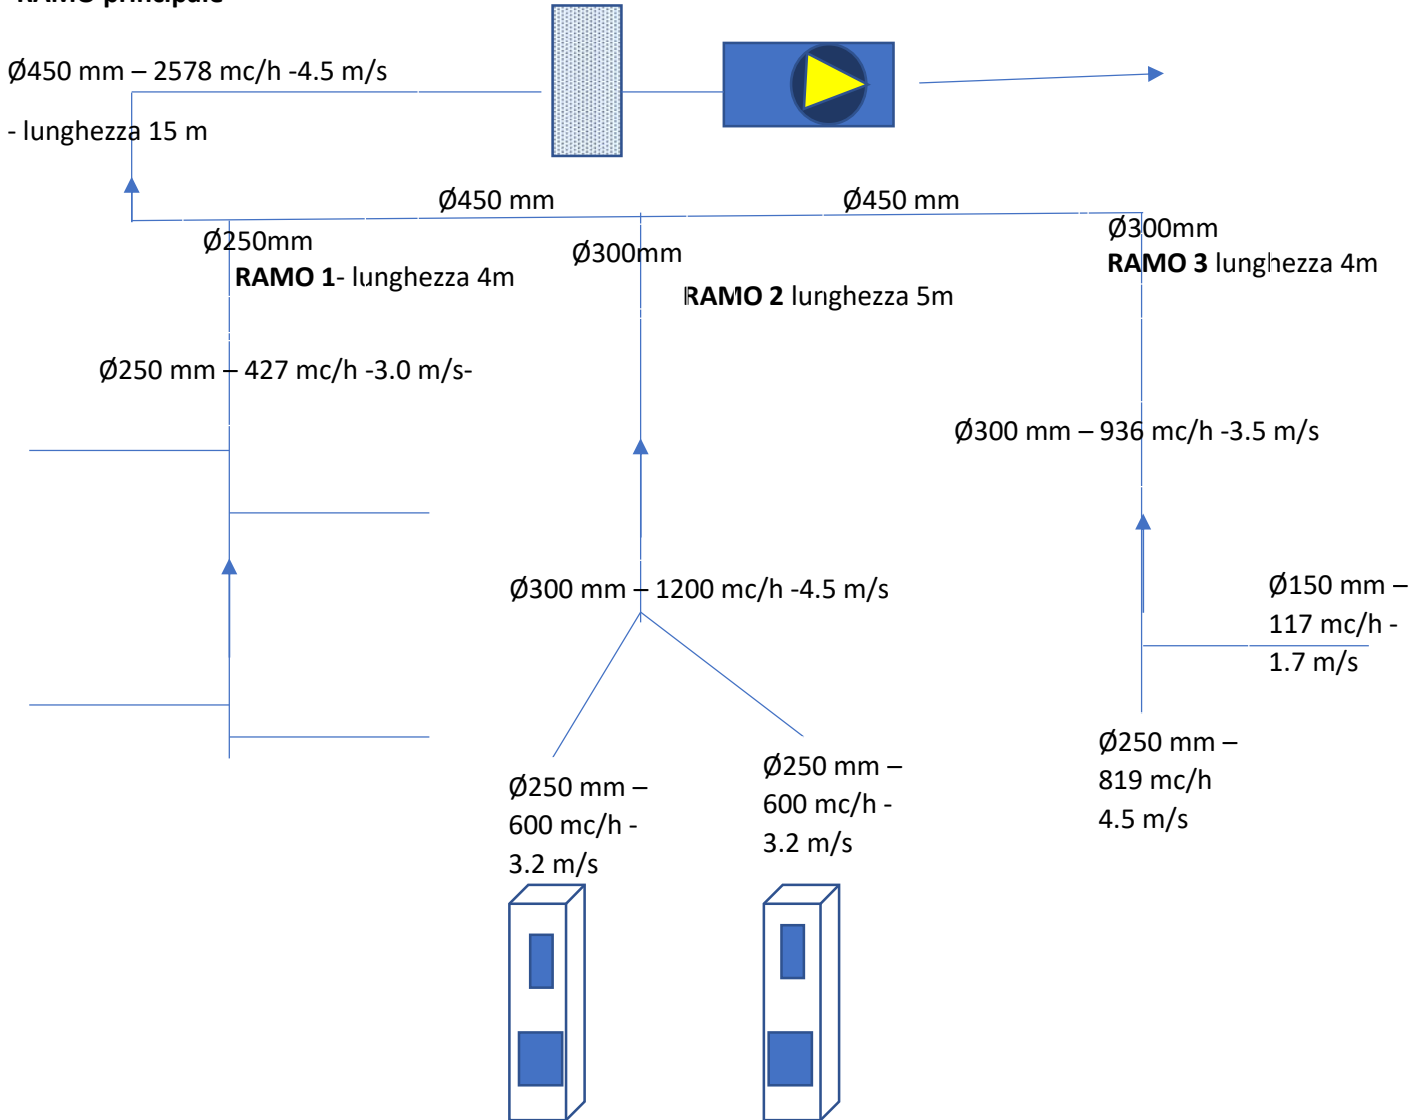 RAMO principale
Ø450 mm – 2578 mc/h -4.5 m/s
- lunghezza 15 m
Ø450 mm
Ø450 mm
Ø250mm
RAMO 1- lunghezza 4m
Ø300mm
RAMO 2 lunghezza 5m
Ø300mm
RAMO 3 lunghezza 4m
Ø250 mm – 427 mc/h -3.0 m/s-
Ø300 mm – 936 mc/h -3.5 m/s
Ø300 mm – 1200 mc/h -4.5 m/s
Ø150 mm –
117 mc/h -
1.7 m/s
Ø250 mm –
600 mc/h -
3.2 m/s
Ø250 mm –
600 mc/h -
3.2 m/s
Ø250 mm –
819 mc/h
4.5 m/s